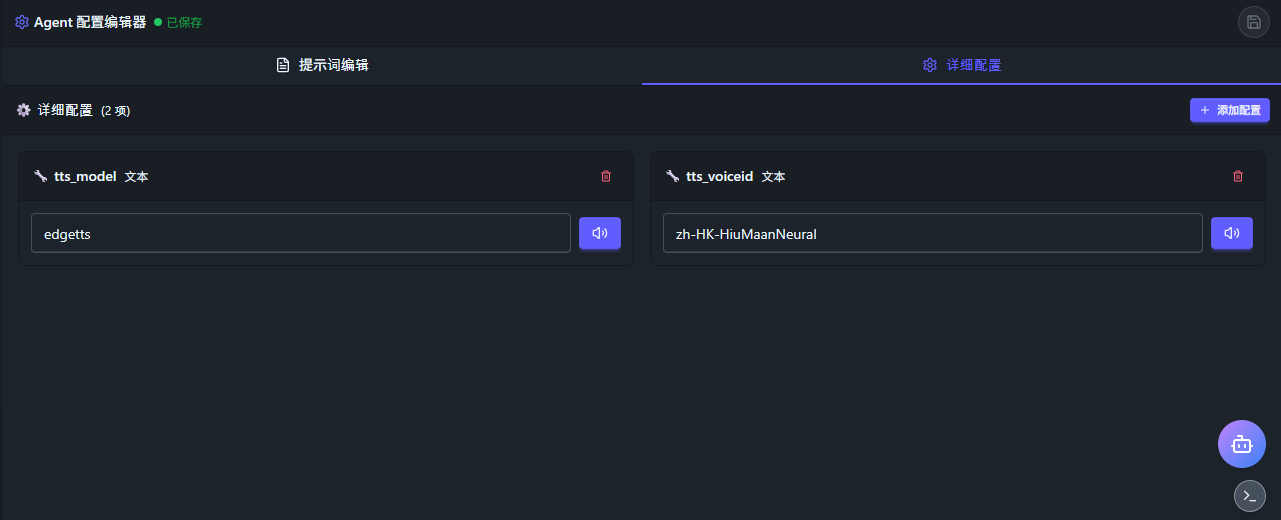 Agent 配置编辑器 已保存
提示词编辑 详细配置
详细配置 (2 项) 添加配置
tts_model 文本 tts_voiceid 文本
edgetts zh-HK-HiuMaanNeural